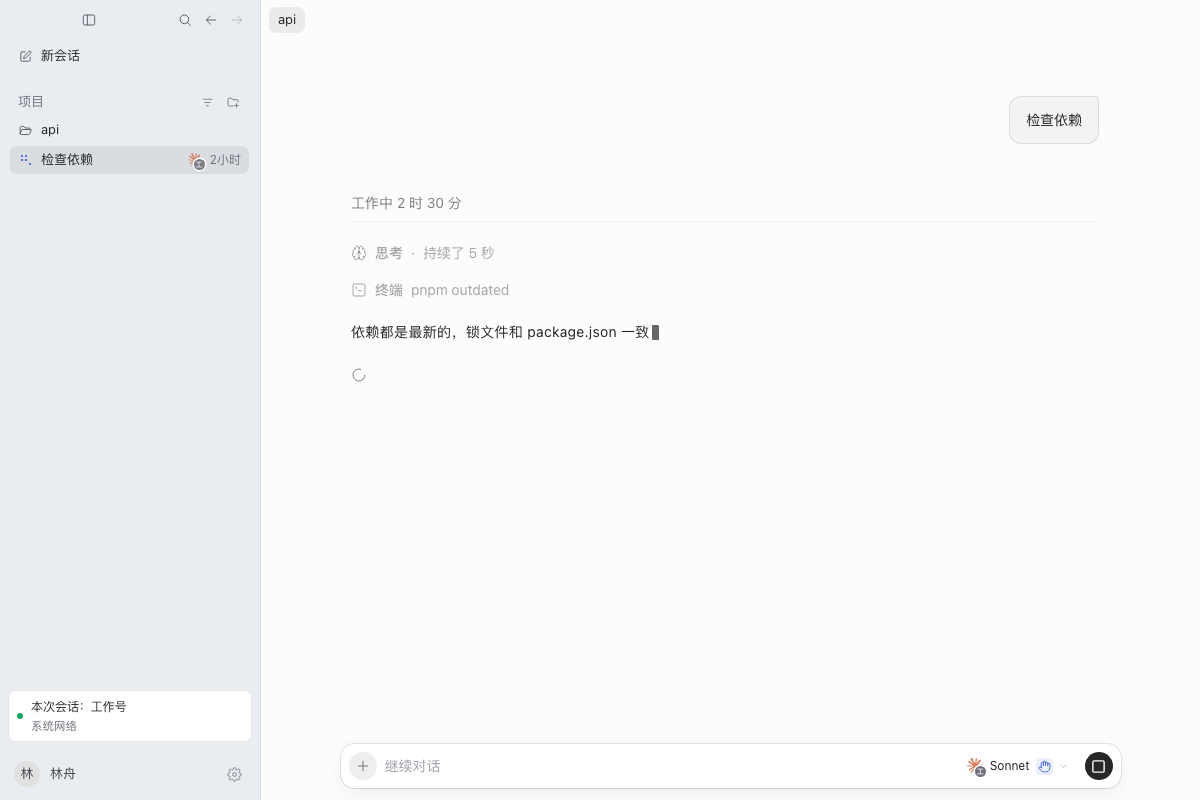 api
新会话
项目
api
检查依赖
工 2小时
检查依赖
工作中 2 时 30 分
思考 · 持续了 5 秒
终端 pnpm outdated
依赖都是最新的，锁文件和 package.json 一致
本次会话：工作号
系统网络
林 林舟
继续对话
工 Sonnet